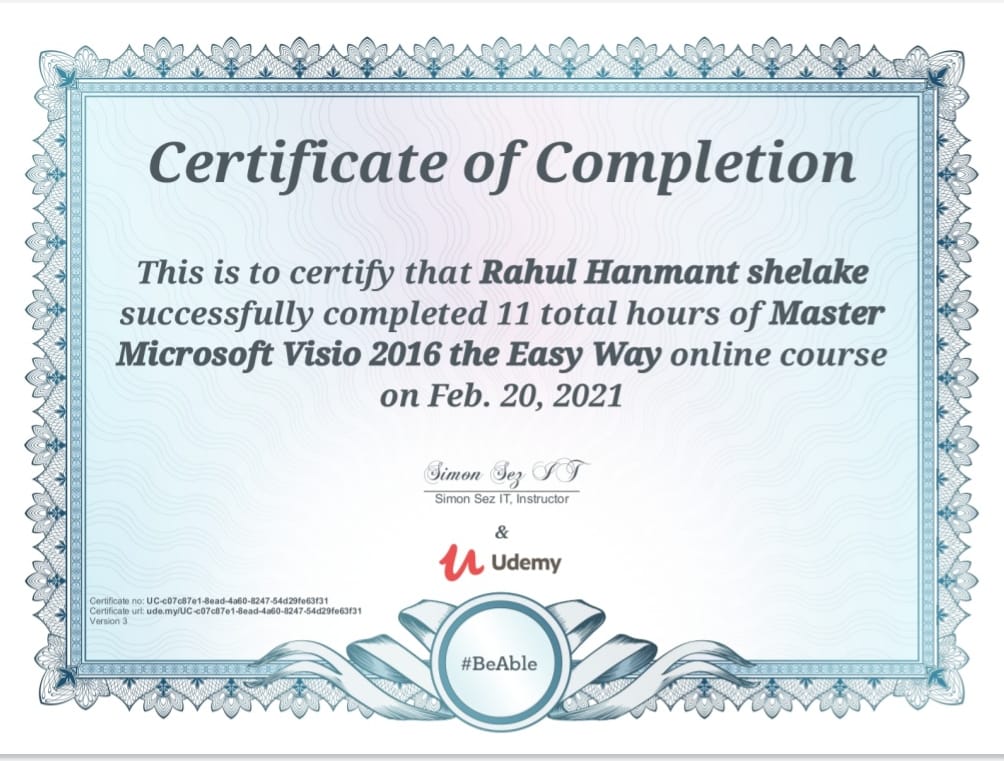 Certificate of Completion
This is to certify that Rahul Hanmant shelake
successfully completed 11 total hours of Master
Microsoft Visio 2016 the Easy Way online course
on Feb. 20, 2021
Simon Sez IT
Simon Sez IT, Instructor
&
Udemy
Certificate no: UC-c07c87e1-8ead-4a60-8247-54d29fe63f31
Certificate url: ude.my/UC-c07c87e1-8ead-4a60-8247-54d29fe63f31
Version 3
#BeAble